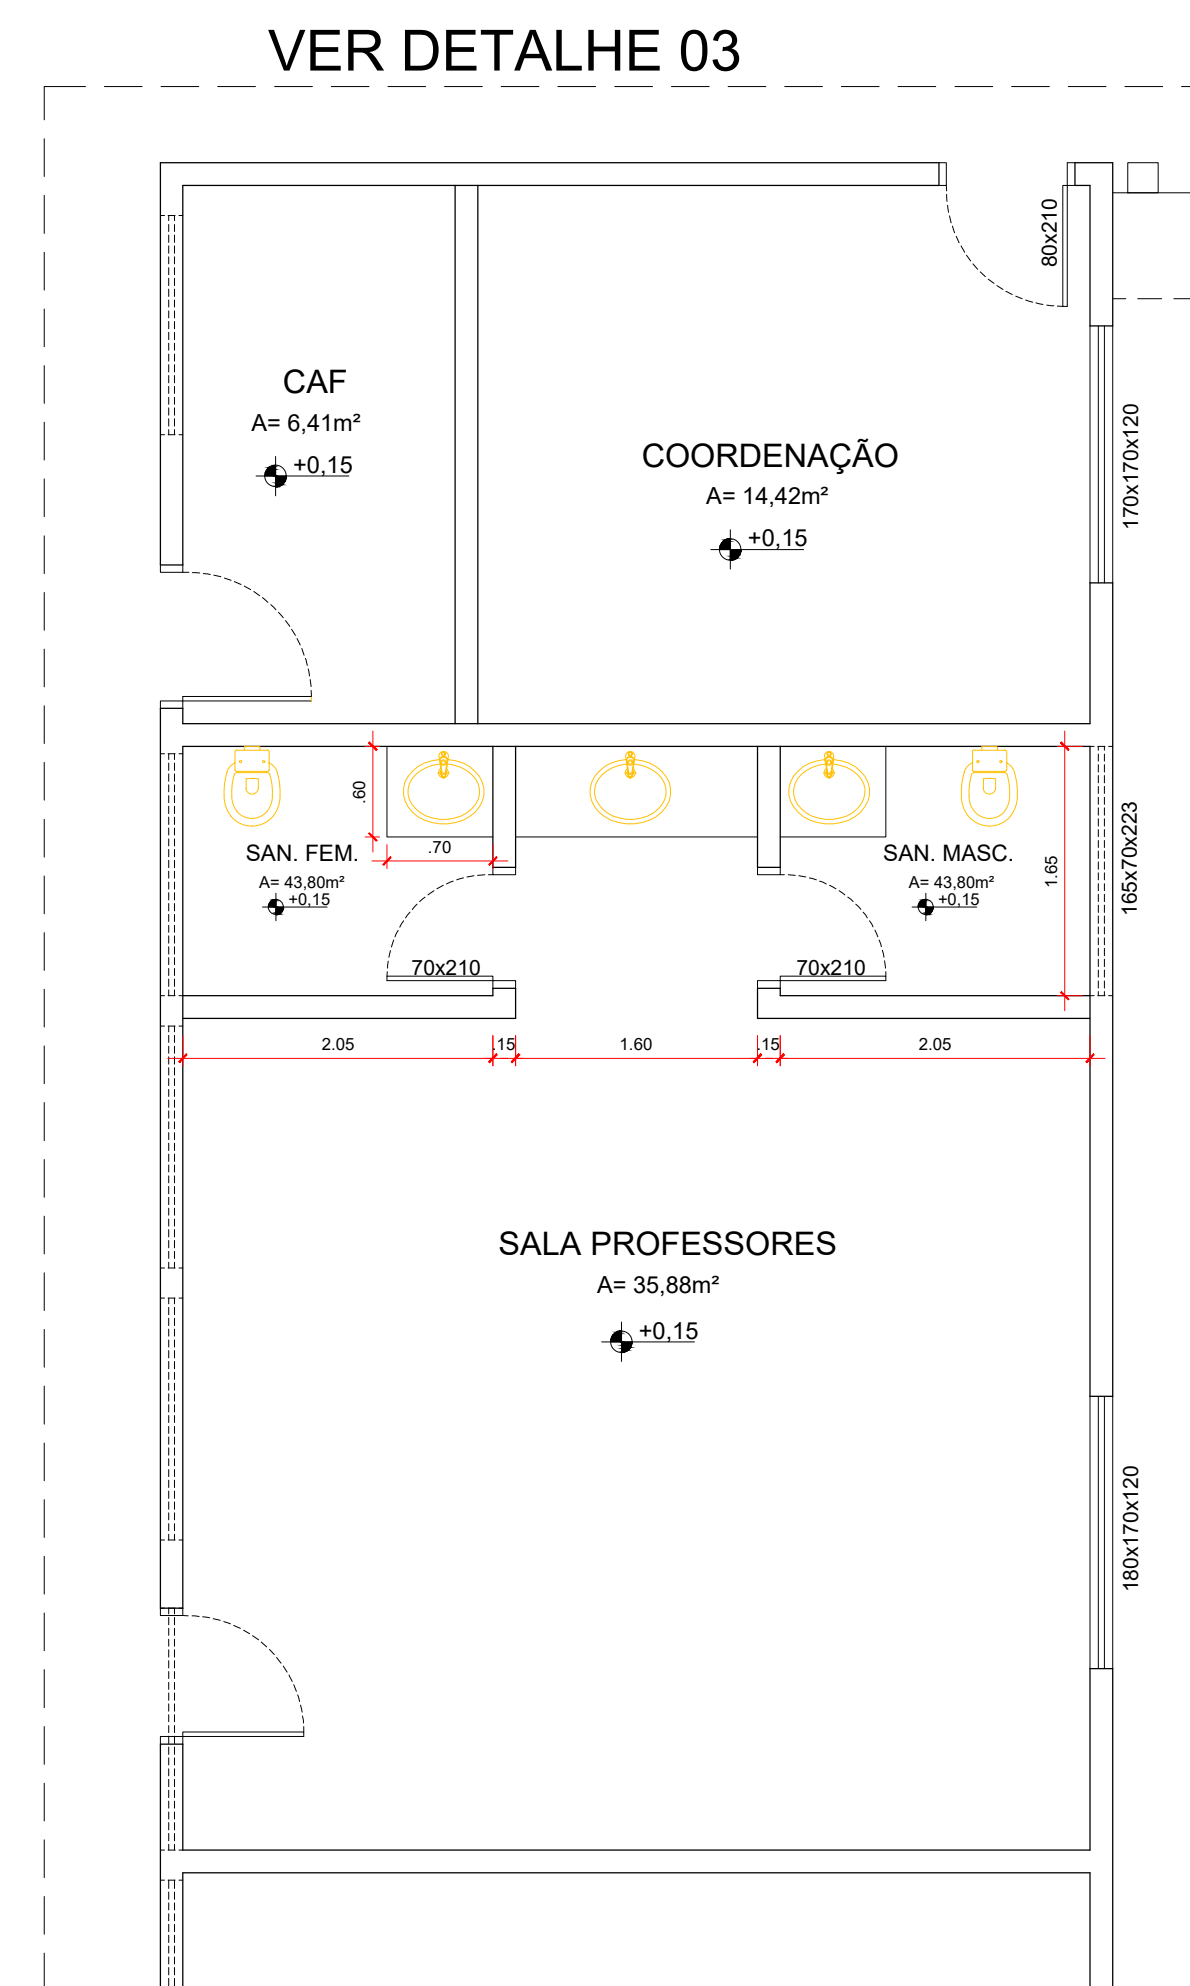 VER DETALHE 03
80x210
CAF
A= 6,41m²
+0,15
COORDENAÇÃO
A= 14,42m²
+0,15
170x170x120
.60
.70
SAN. FEM.
A= 43,80m²
+0,15
70x210
SAN. MASC.
A= 43,80m²
+0,15
70x210
1.65
165x70x223
2.05
.15
1.60
.15
2.05
SALA PROFESSORES
A= 35,88m²
+0,15
180x170x120